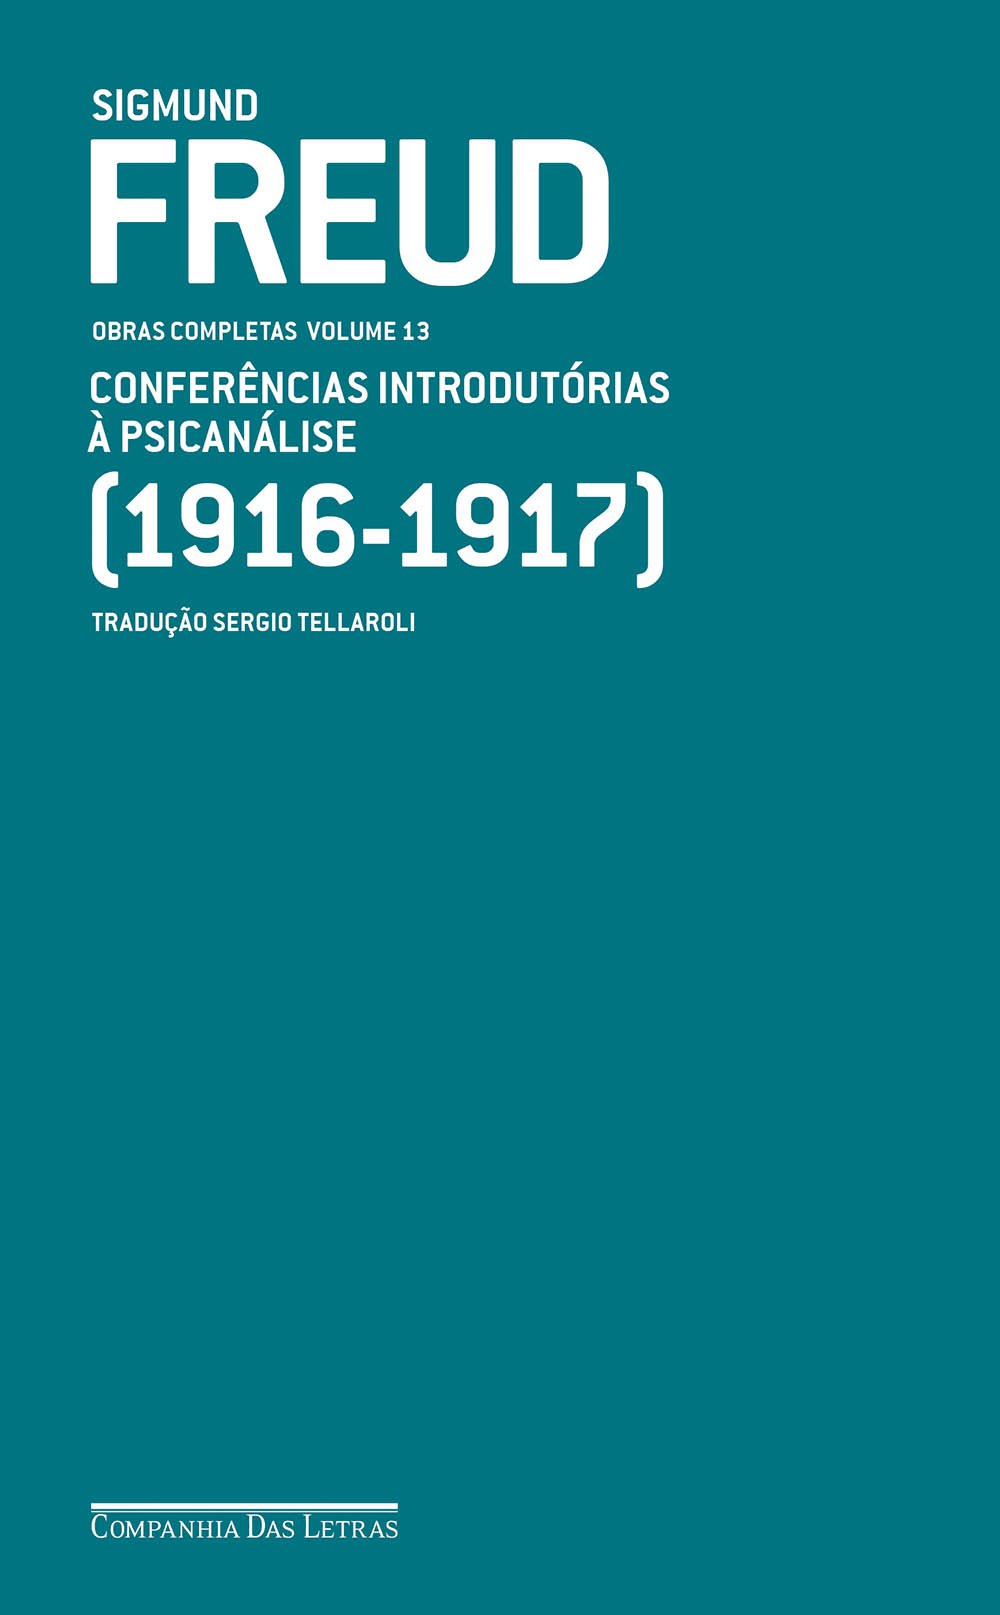 SIGMUND
FREUD
OBRAS COMPLETAS VOLUME 13
CONFERÊNCIAS INTRODUTÓRIAS
À PSICANÁLISE
(1916-1917)
TRADUÇÃO SERGIO TELLAROLI
COMPANHIA DAS LETRAS